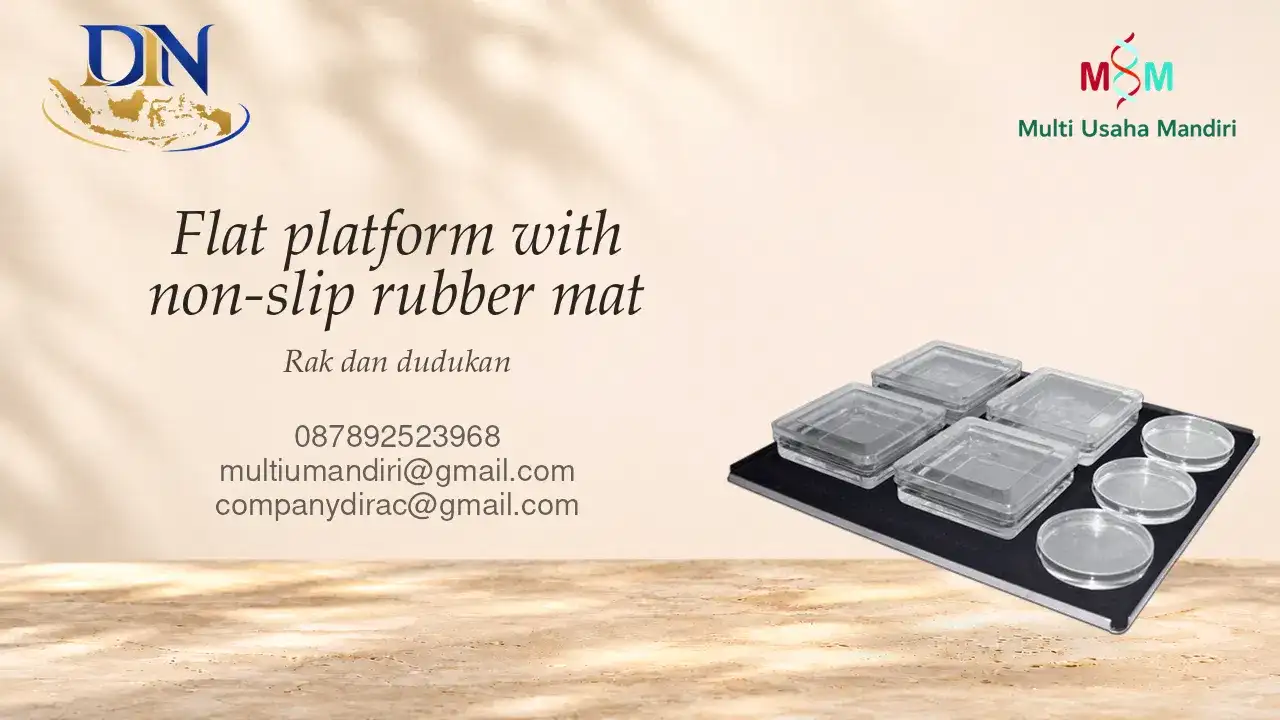 DN
M M
Multi Usaha Mandiri
Flat platform with
non-slip rubber mat
Rak dan dudukan
087892523968
multiumandiri@gmail.com
companydirac@gmail.com